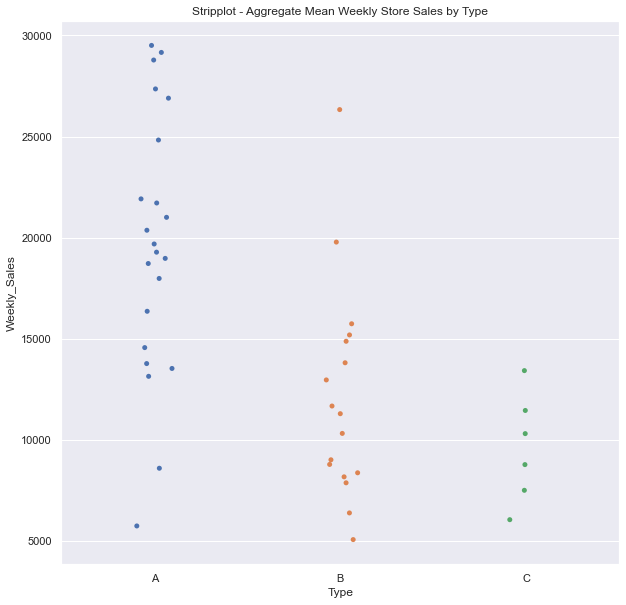 Stripplot - Aggregate Mean Weekly Store Sales by Type
30000
25000
20000
15000
10000
5000
Weekly_Sales
A B C
Type